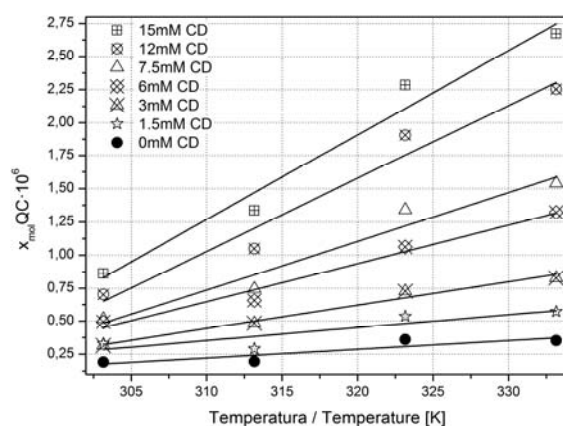 2,75
2,50
2,25
2,00
1,75
1,50
1,25
1,00
0,75
0,50
0,25
x_mol QC·10^6
15mM CD
12mM CD
7.5mM CD
6mM CD
3mM CD
1.5mM CD
0mM CD
305 310 315 320 325 330
Temperatura / Temperature [K]